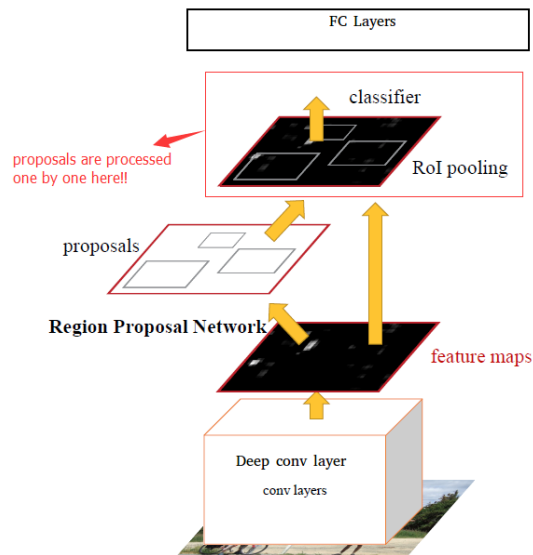 FC Layers
classifier
proposals are processed
one by one here!!
RoI pooling
proposals
Region Proposal Network
feature maps
Deep conv layer
conv layers